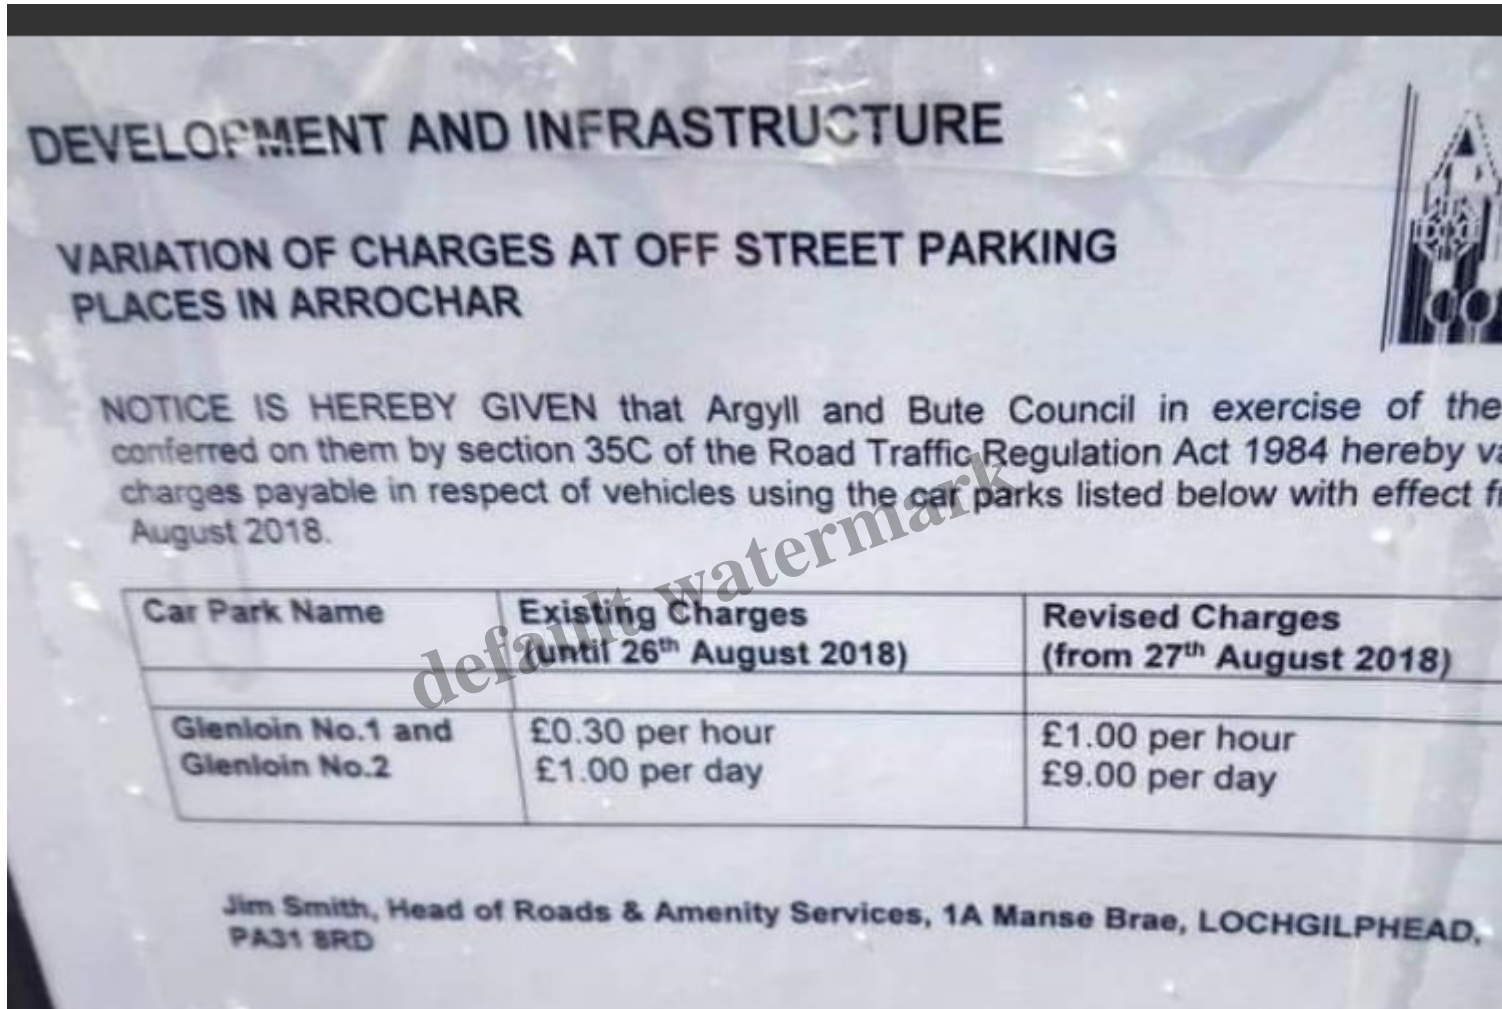 DEVELOPMENT AND INFRASTRUCTURE
VARIATION OF CHARGES AT OFF STREET PARKING
PLACES IN ARROCHAR
NOTICE IS HEREBY GIVEN that Argyll and Bute Council in exercise of the
conferred on them by section 35C of the Road Traffic Regulation Act 1984 hereby
charges payable in respect of vehicles using the car parks listed below with effect
August 2018.
Car Park Name Existing Charges Revised Charges
(until 26th August 2018) (from 27th August 2018)
Glenloin No.1 and £0.30 per hour £1.00 per hour
Glenloin No.2 £1.00 per day £9.00 per day
Jim Smith, Head of Roads & Amenity Services, 1A Manse Brae, LOCHGILPHEAD,
PA31 8RD
default watermark